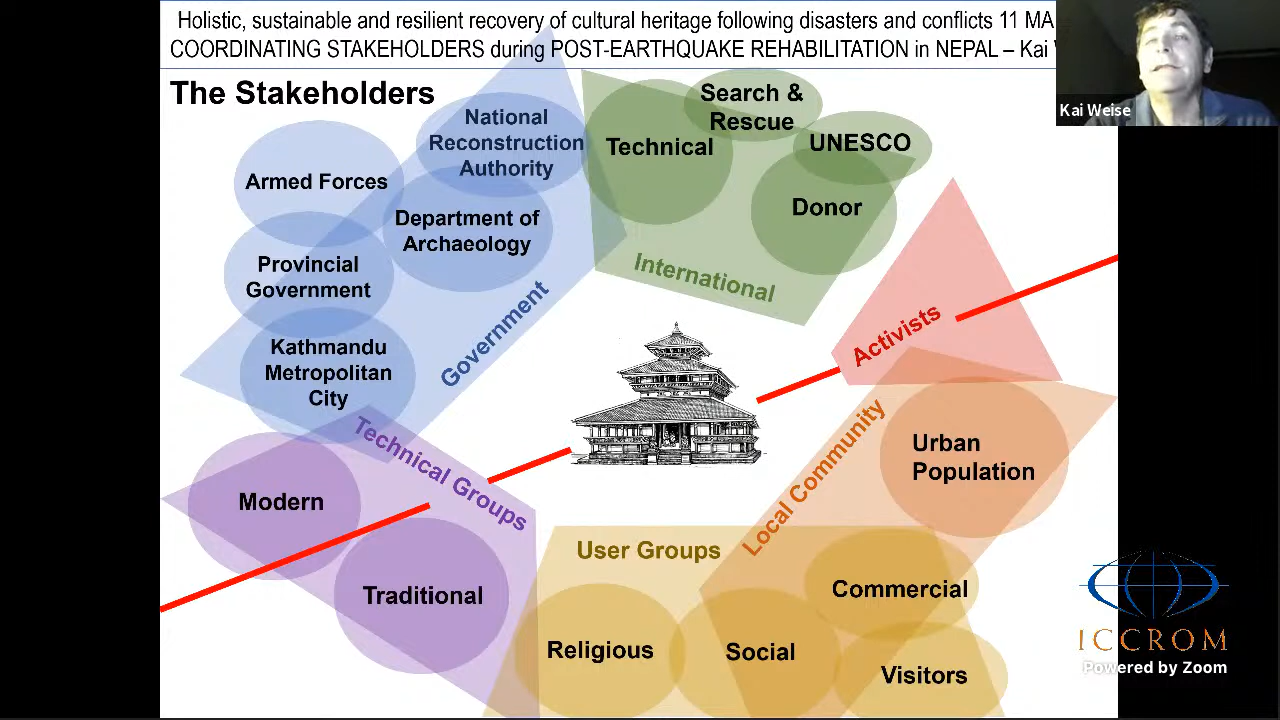 Holistic, sustainable and resilient recovery of cultural heritage following disasters and conflicts 11 MA
COORDINATING STAKEHOLDERS during POST-EARTHQUAKE REHABILITATION in NEPAL – Kai
Kai Weise
The Stakeholders
National
Reconstruction
Authority
Armed Forces
Department of
Archaeology
Provincial
Government
Kathmandu
Metropolitan
City
Government
Technical
Search &
Rescue
UNESCO
Donor
International
Activists
Technical Groups
Modern
Traditional
Local Community
Urban
Population
User Groups
Commercial
Religious
Social
Visitors
ICCROM
Powered by Zoom